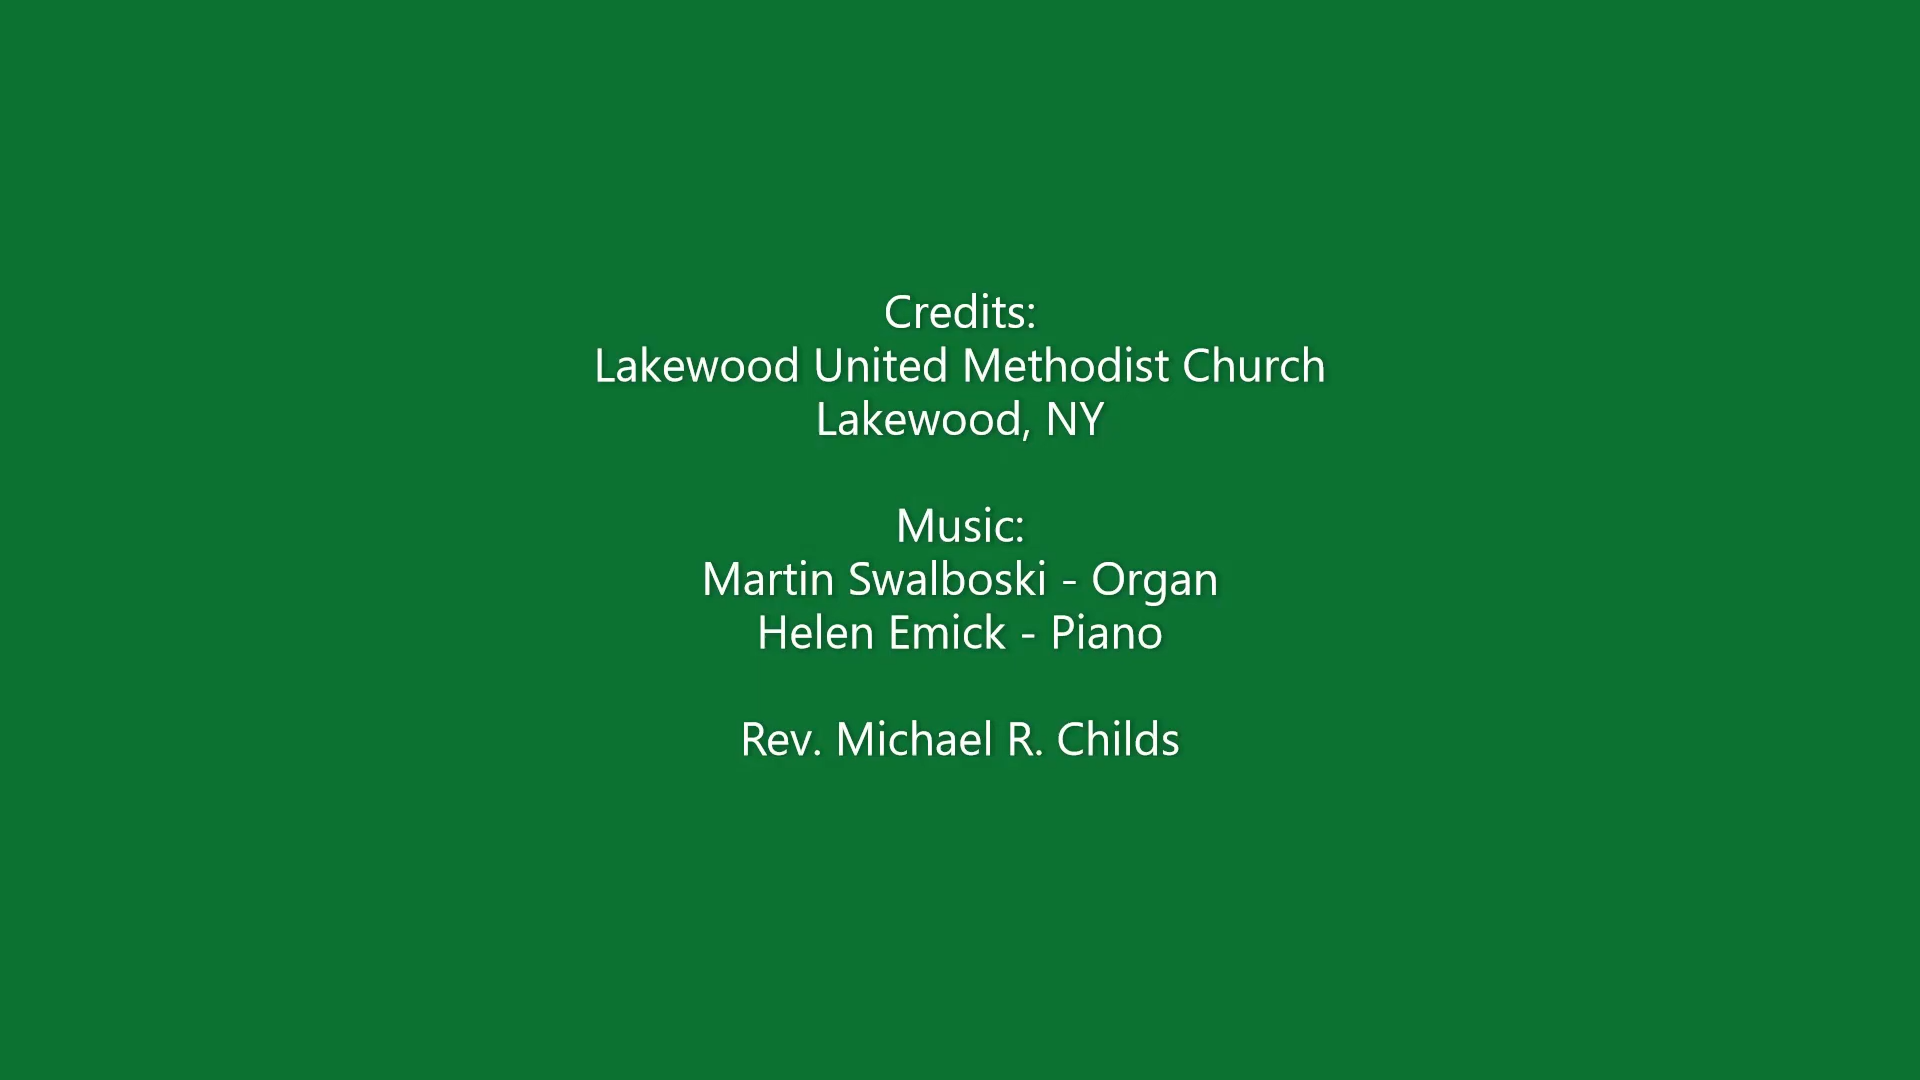 Credits:
Lakewood United Methodist Church
Lakewood, NY
Music:
Martin Swalboski - Organ
Helen Emick - Piano
Rev. Michael R. Childs